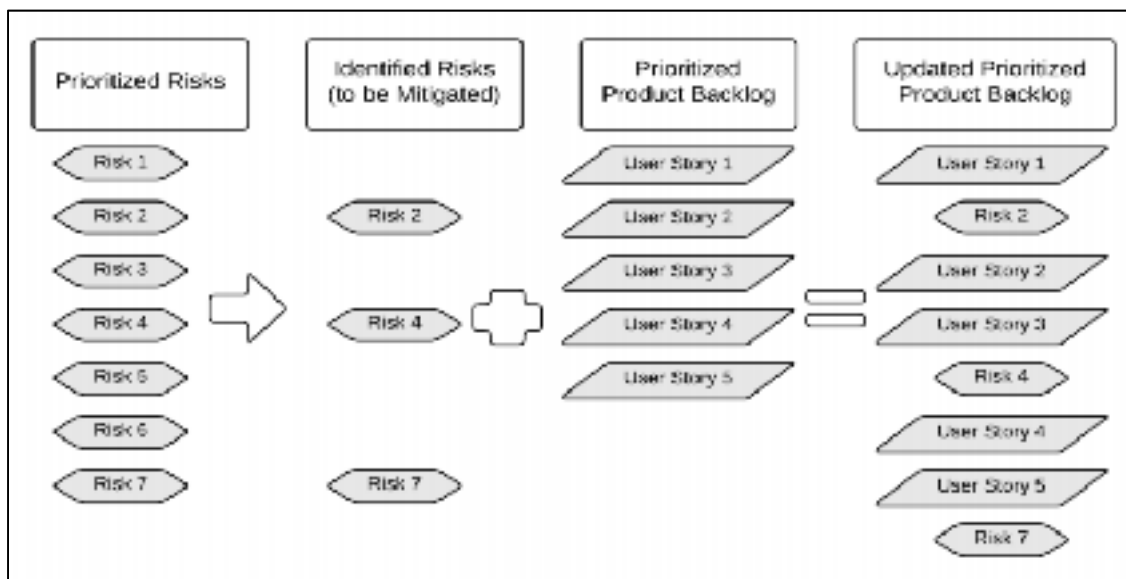 Prioritized Risks
Risk 1
Risk 2
Risk 3
Risk 4
Risk 5
Risk 6
Risk 7
Identified Risks
(to be Mitigated)
Risk 2
Risk 4
Risk 7
Prioritized
Product Backlog
User Story 1
User Story 2
User Story 3
User Story 4
User Story 5
Updated Prioritized
Product Backlog
User Story 1
Risk 2
User Story 2
User Story 3
Risk 4
User Story 4
User Story 5
Risk 7